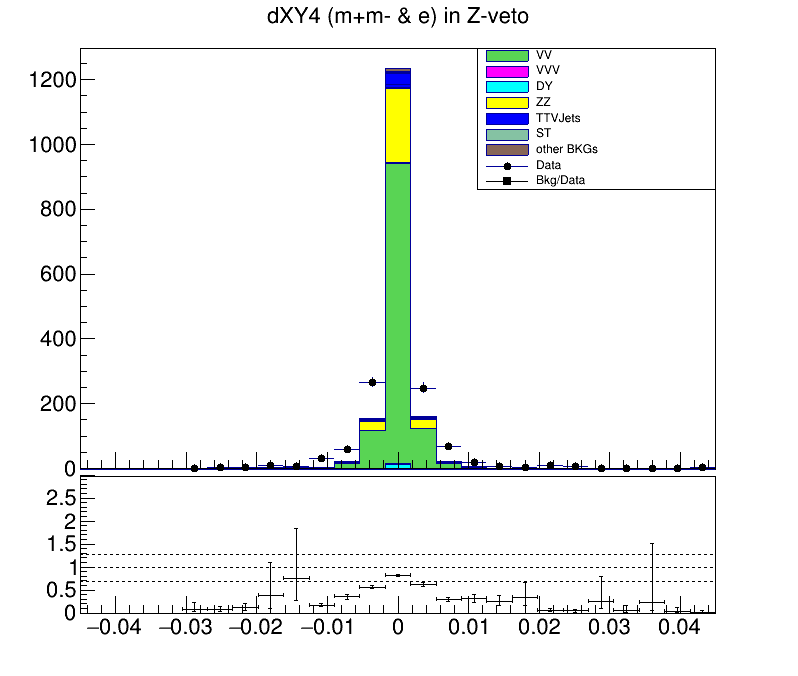 dXY4 (m+m- & e) in Z-veto
1200
1000
800
600
400
200
0
VV
VVV
DY
ZZ
TTVJets
ST
other BKGs
Data
Bkg/Data
2.5
2
1.5
1
0.5
0
−0.04 −0.03 −0.02 −0.01 0 0.01 0.02 0.03 0.04